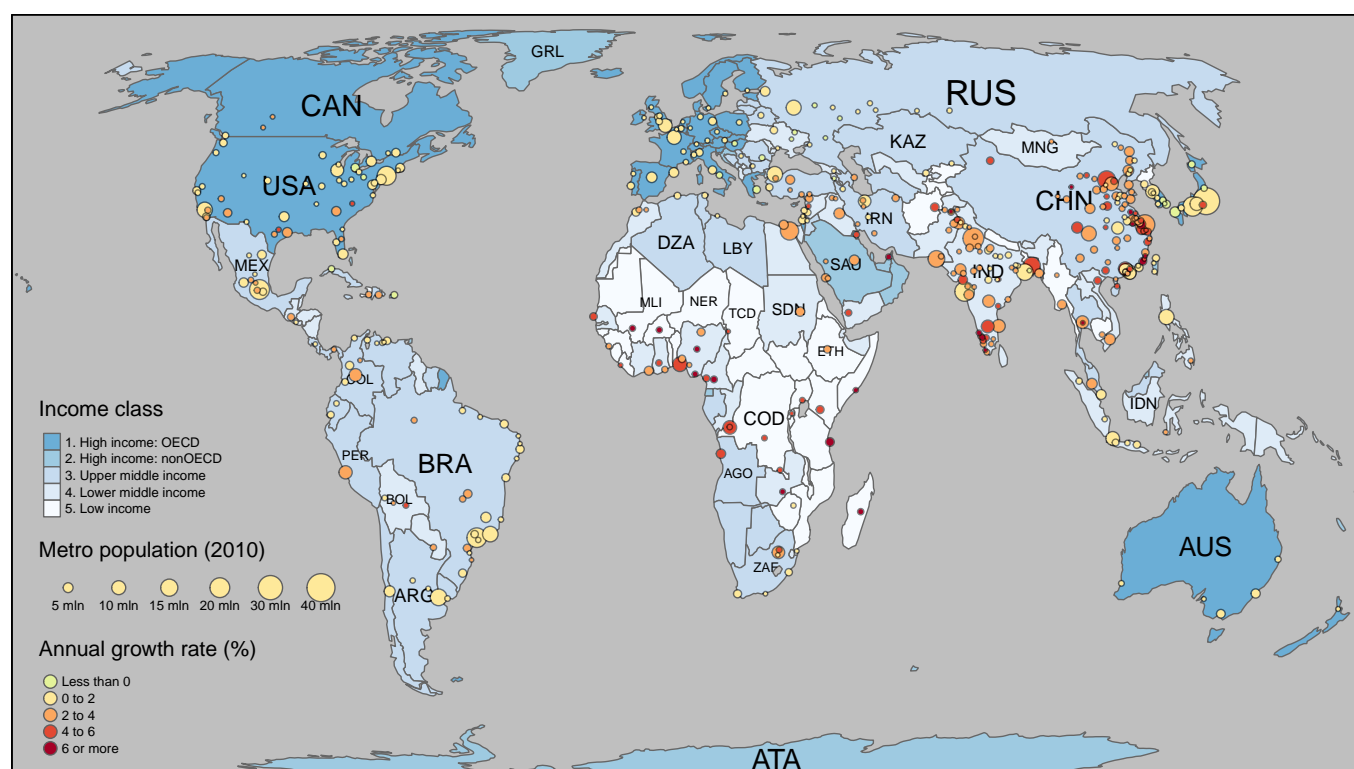 GRL
CAN
RUS
KAZ
MNG
USA
CHN
IRN
MEX
DZA
LBY
SAU
IND
MLI
NER
TCD
SDN
ETH
COL
IDN
COD
PER
BRA
AGO
BOL
AUS
ZAF
ARG
ATA
Income class
1. High income: OECD
2. High income: nonOECD
3. Upper middle income
4. Lower middle income
5. Low income
Metro population (2010)
5 mln 10 mln 15 mln 20 mln 30 mln 40 mln
Annual growth rate (%)
Less than 0
0 to 2
2 to 4
4 to 6
6 or more